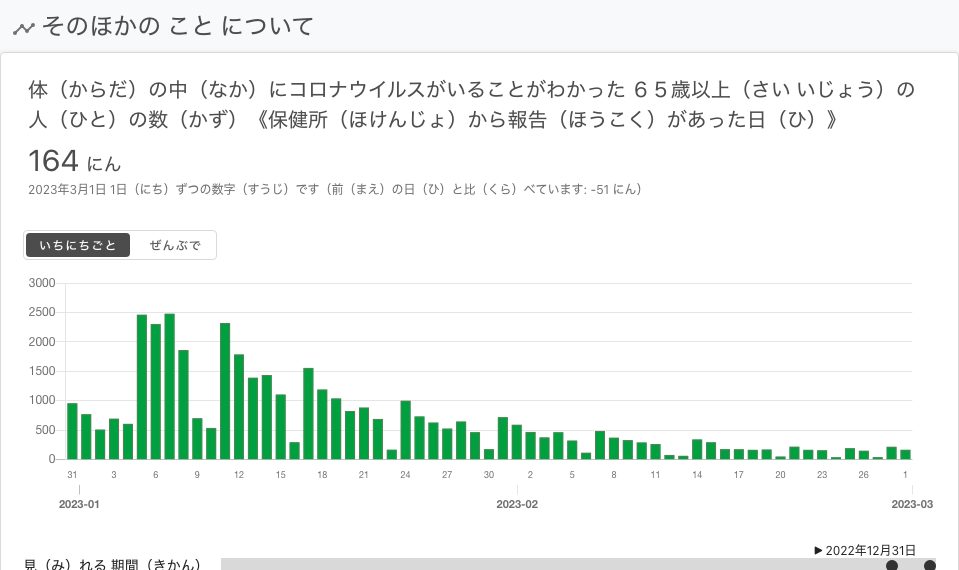 そのほかの こと について
体（からだ）の中（なか）にコロナウイルスがいることがわかった ６５歳以上（さい いじょう）の
人（ひと）の数（かず）《保健所（ほけんじょ）から報告（ほうこく）があった日（ひ）》
164 にん
2023年3月1日 1日（にち）ずつの数字（すうじ）です（前（まえ）の日（ひ）と比（くら）べています: -51 にん）
いちにちごと ぜんぶで
3000
2500
2000
1500
1000
500
0
31 3 6 9 12 15 18 21 24 27 30 2 5 8 11 14 17 20 23 26 1
2023-01 2023-02 2023-03
▶ 2022年12月31日
見（み）れる 期間（きかん）